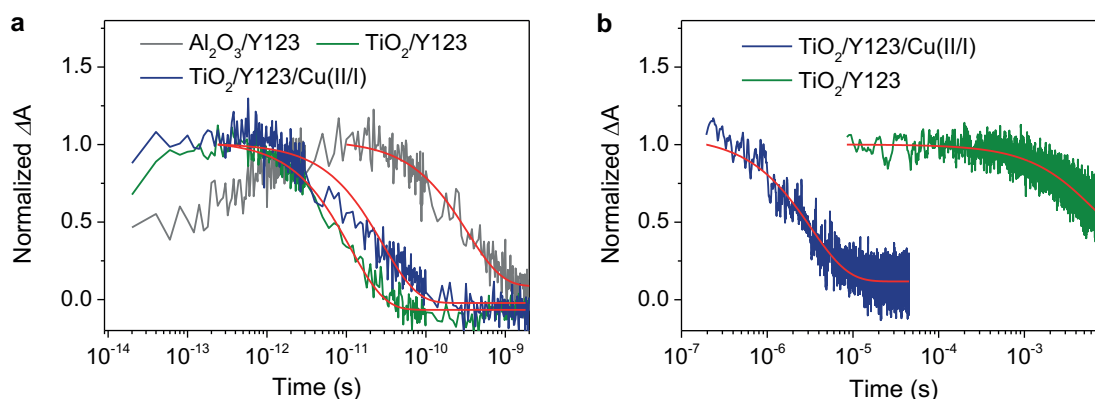 a
Al₂O₃/Y123 TiO₂/Y123
TiO₂/Y123/Cu(II/I)
1.5
1.0
0.5
0.0
Normalized ΔA
10⁻¹⁴ 10⁻¹³ 10⁻¹² 10⁻¹¹ 10⁻¹⁰ 10⁻⁹
Time (s)
b
TiO₂/Y123/Cu(II/I)
TiO₂/Y123
1.5
1.0
0.5
0.0
Normalized ΔA
10⁻⁷ 10⁻⁶ 10⁻⁵ 10⁻⁴ 10⁻³
Time (s)